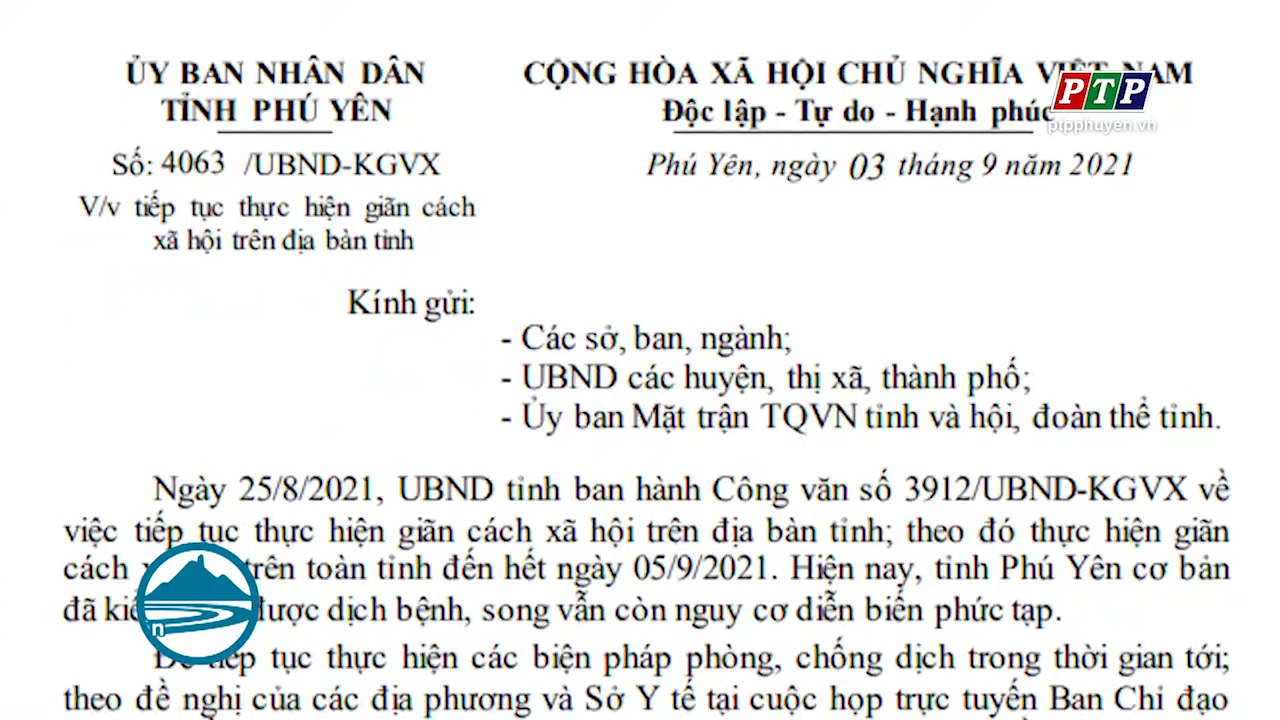 ỦY BAN NHÂN DÂN
TỈNH PHÚ YÊN
CỘNG HÒA XÃ HỘI CHỦ NGHĨA VIỆT NAM
Độc lập - Tự do - Hạnh phúc
PTP
ptpphuyen.vn
Số: 4063 /UBND-KGVX
Phú Yên, ngày 03 tháng 9 năm 2021
V/v tiếp tục thực hiện giãn cách
xã hội trên địa bàn tỉnh
Kính gửi:
- Các sở, ban, ngành;
- UBND các huyện, thị xã, thành phố;
- Ủy ban Mặt trận TQVN tỉnh và hội, đoàn thể tỉnh.
Ngày 25/8/2021, UBND tỉnh ban hành Công văn số 3912/UBND-KGVX về
việc tiếp tục thực hiện giãn cách xã hội trên địa bàn tỉnh; theo đó thực hiện giãn
cách trên toàn tỉnh đến hết ngày 05/9/2021. Hiện nay, tỉnh Phú Yên cơ bản
đã được dịch bệnh, song vẫn còn nguy cơ diễn biến phức tạp.
Để tiếp tục thực hiện các biện pháp phòng, chống dịch trong thời gian tới;
theo đề nghị của các địa phương và Sở Y tế tại cuộc họp trực tuyến Ban Chỉ đạo